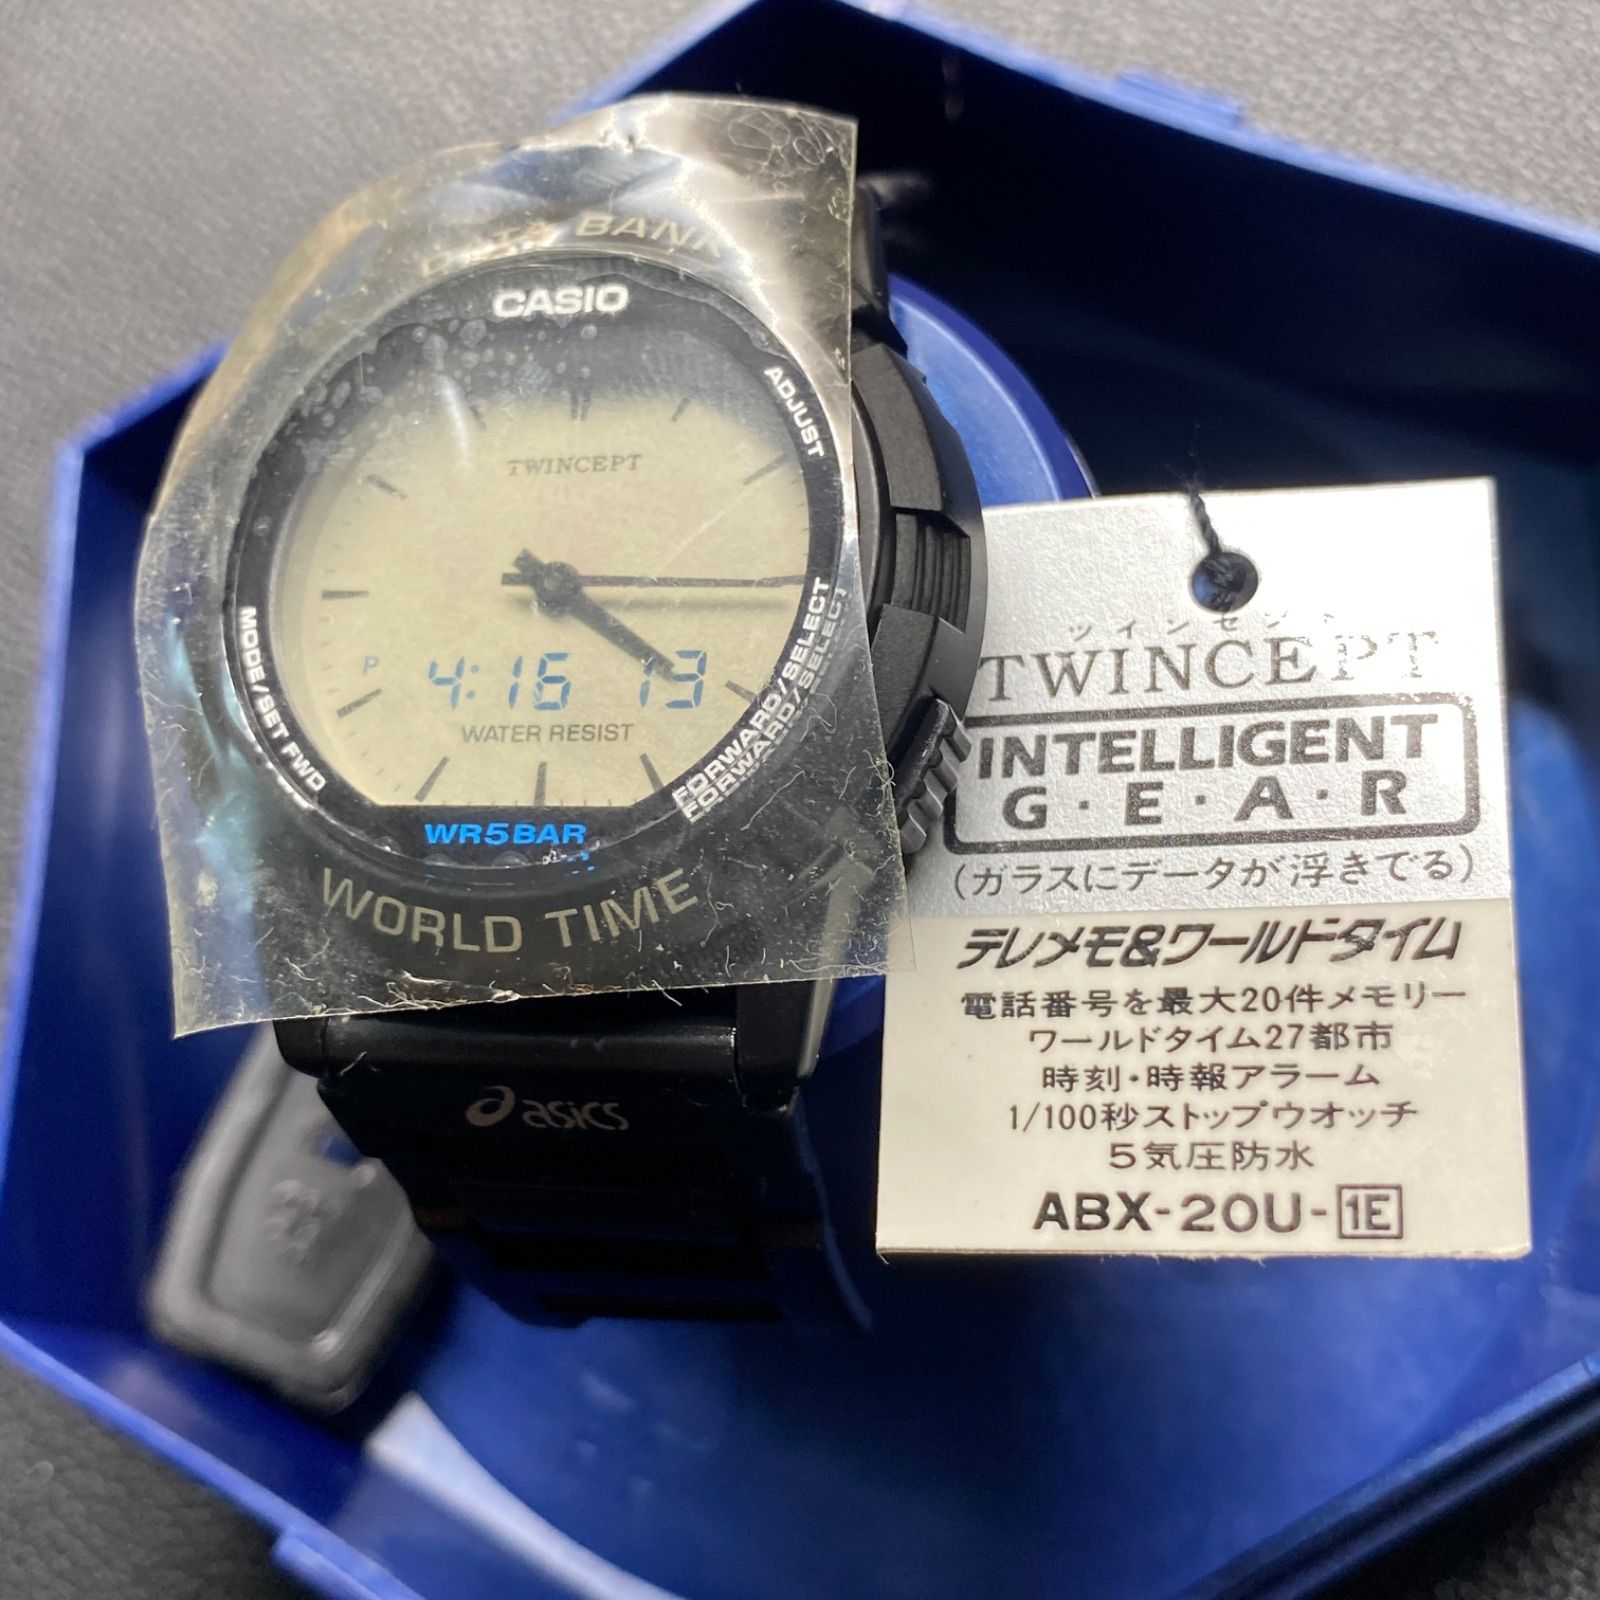 DATA BANK
CASIO
ADJUST
TWINCEPT
MODE/SET FWD
FORWARD/SELECT
FORWARD/SELECT
P 4:16 13
WATER RESIST
WR5BAR
WORLD TIME
asics
ツインセプト
TWINCEPT
INTELLIGENT
G・E・A・R
(ガラスにデータが浮きでる)
テレメモ&ワールドタイム
電話番号を最大20件メモリー
ワールドタイム27都市
時刻・時報アラーム
1/100秒ストップウオッチ
5気圧防水
ABX-20U-1E